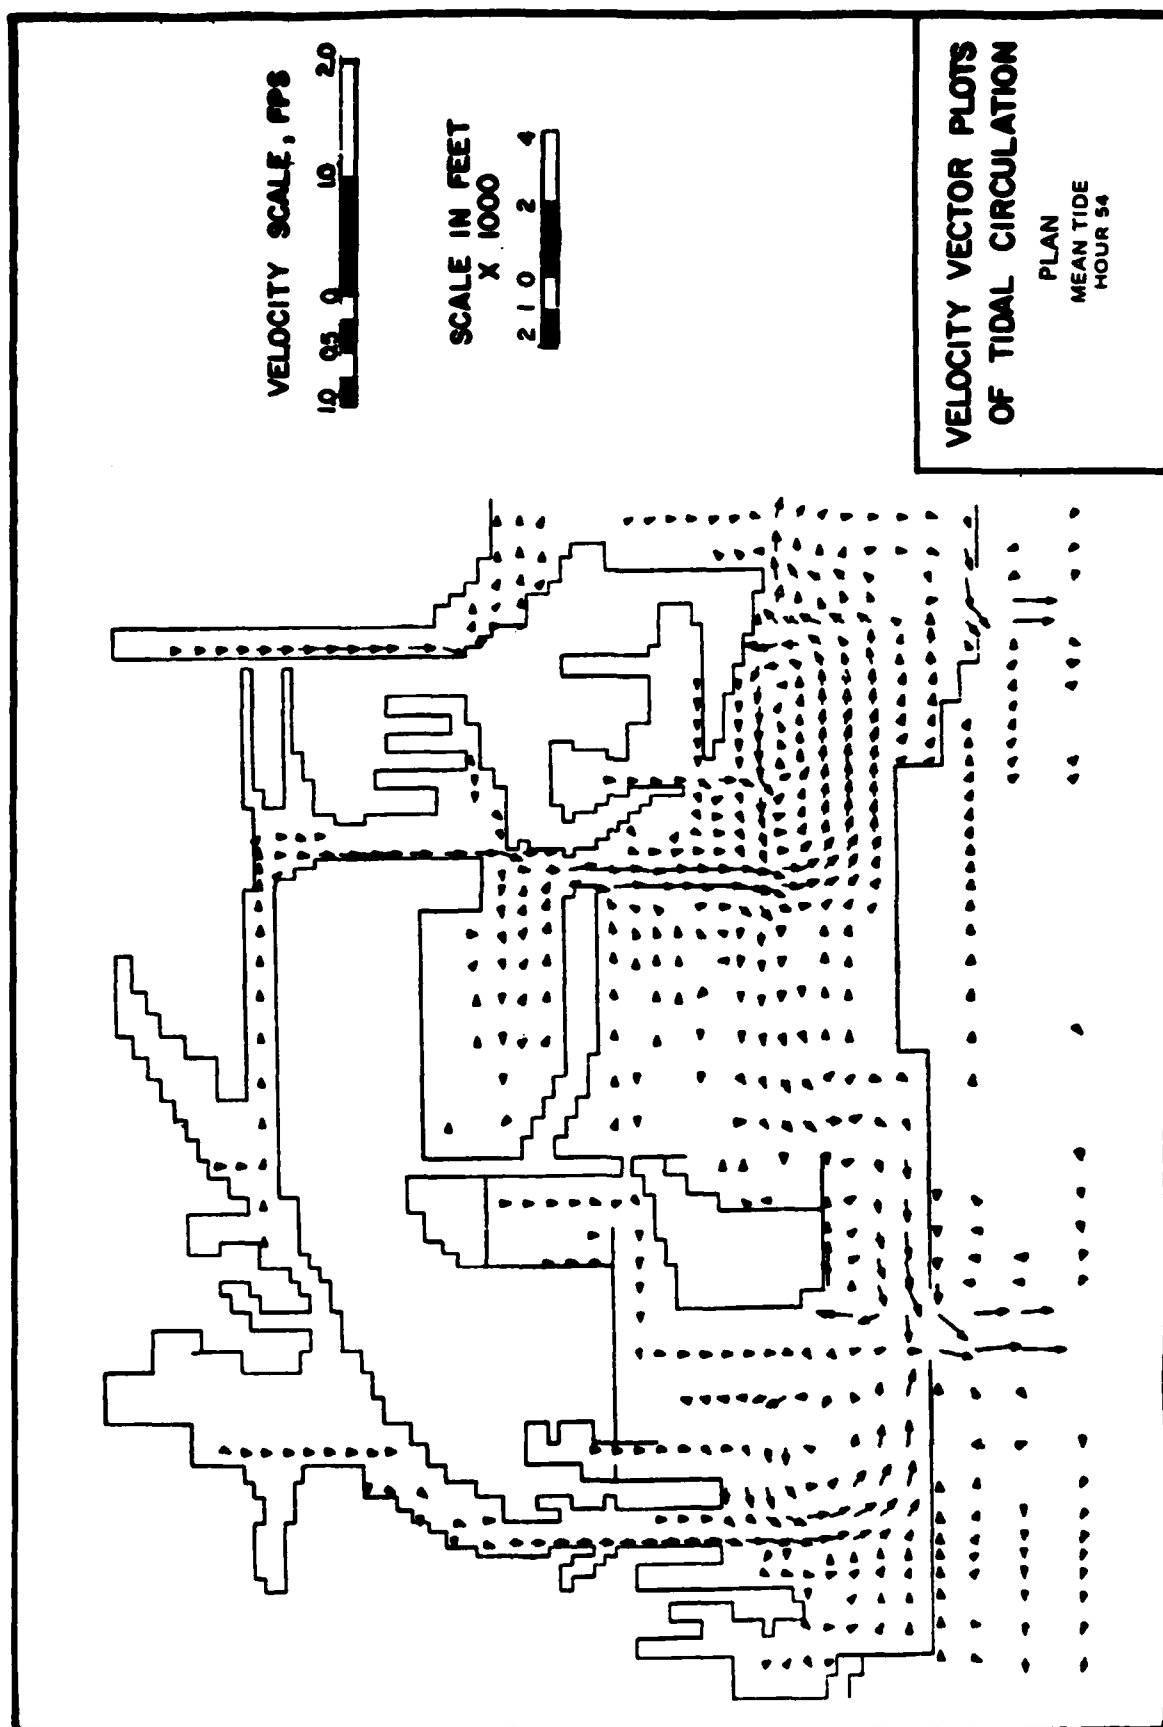 VELOCITY SCALE, FPS
1.0 0.5 0 1.0 2.0
SCALE IN FEET
X 1000
2 1 0 2 4
VELOCITY VECTOR PLOTS
OF TIDAL CIRCULATION
PLAN
MEAN TIDE
HOUR 54